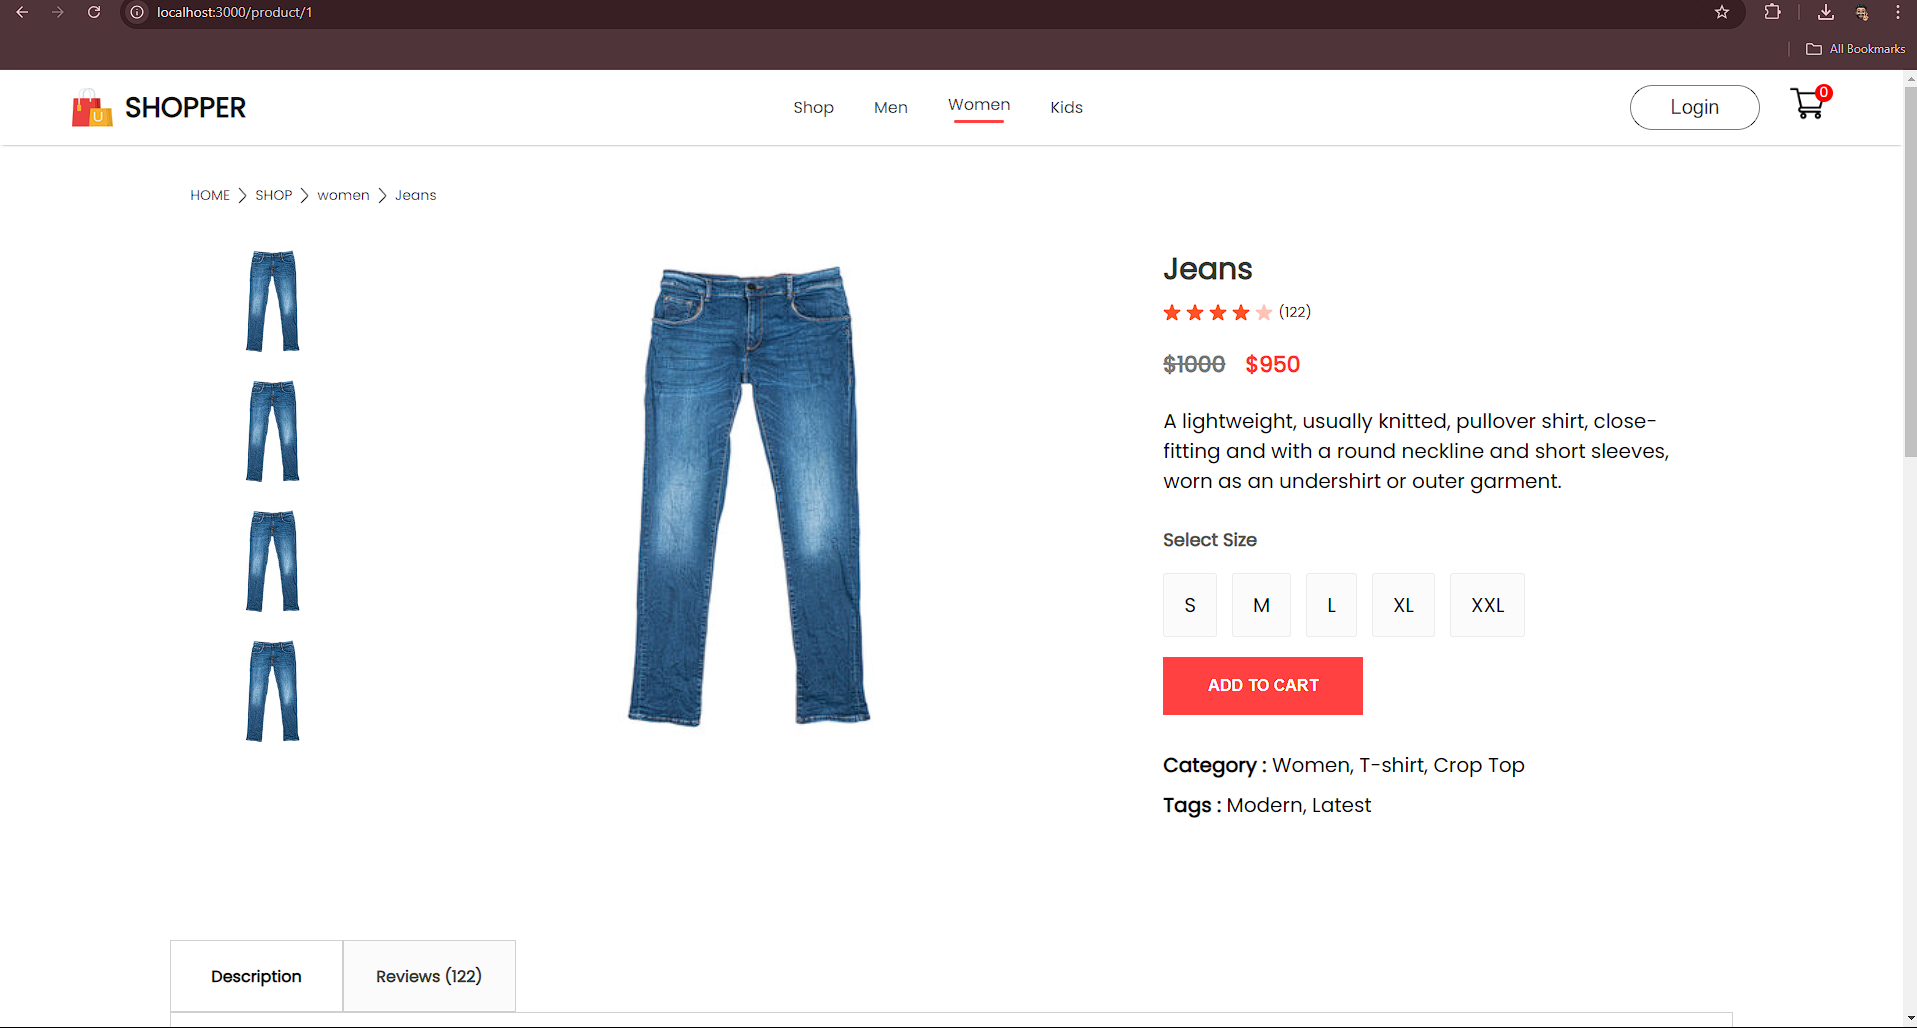 localhost:3000/product/1
All Bookmarks
SHOPPER
Shop
Men
Women
Kids
Login
0
U
HOME > SHOP > women > Jeans
Jeans
(122)
$1000 $950
A lightweight, usually knitted, pullover shirt, close-
fitting and with a round neckline and short sleeves,
worn as an undershirt or outer garment.
Select Size
S
M
L
XL
XXL
ADD TO CART
Category : Women, T-shirt, Crop Top
Tags : Modern, Latest
Description
Reviews (122)